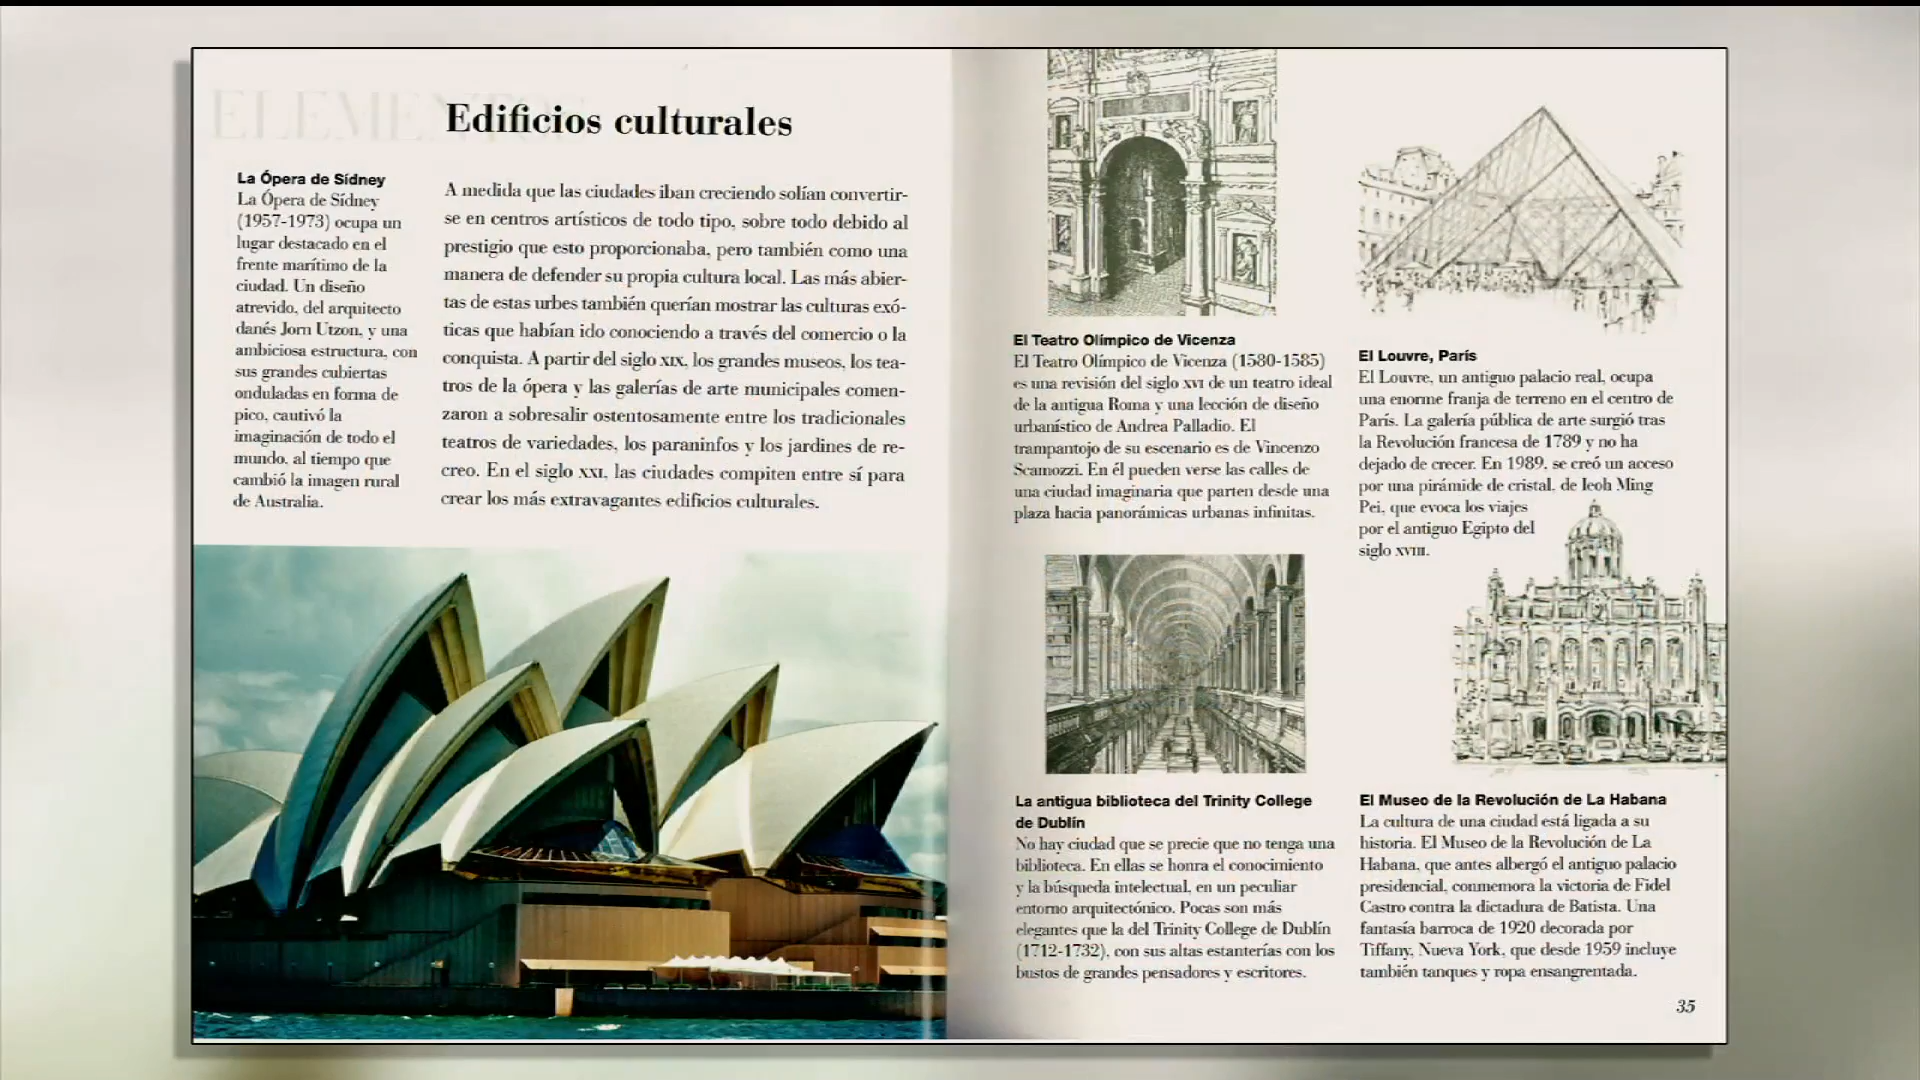 ELEMENTOS
Edificios culturales
La Ópera de Sídney
La Ópera de Sídney
(1957-1973) ocupa un
lugar destacado en el
frente marítimo de la
ciudad. Un diseño
atrevido, del arquitecto
danés Jorn Utzon, y una
ambiciosa estructura, con
sus grandes cubiertas
onduladas en forma de
pico, cautivó la
imaginación de todo el
mundo, al tiempo que
cambió la imagen rural
de Australia.
A medida que las ciudades iban creciendo solían convertir-
se en centros artísticos de todo tipo, sobre todo debido al
prestigio que esto proporcionaba, pero también como una
manera de defender su propia cultura local. Las más abier-
tas de estas urbes también querían mostrar las culturas exó-
ticas que habían ido conociendo a través del comercio o la
conquista. A partir del siglo XIX, los grandes museos, los tea-
tros de la ópera y las galerías de arte municipales comen-
zaron a sobresalir ostentosamente entre los tradicionales
teatros de variedades, los paraninfos y los jardines de re-
creo. En el siglo XXI, las ciudades compiten entre sí para
crear los más extravagantes edificios culturales.
El Teatro Olímpico de Vicenza
El Teatro Olímpico de Vicenza (1580-1585)
es una revisión del siglo XVI de un teatro ideal
de la antigua Roma y una lección de diseño
urbanístico de Andrea Palladio. El
trampantojo de su escenario es de Vincenzo
Scamozzi. En él pueden verse las calles de
una ciudad imaginaria que parten desde una
plaza hacia panorámicas urbanas infinitas.
El Louvre, París
El Louvre, un antiguo palacio real, ocupa
una enorme franja de terreno en el centro de
París. La galería pública de arte surgió tras
la Revolución francesa de 1789 y no ha
dejado de crecer. En 1989, se creó un acceso
por una pirámide de cristal, de Ieoh Ming
Pei, que evoca los viajes
por el antiguo Egipto del
siglo XVIII.
La antigua biblioteca del Trinity College
de Dublín
No hay ciudad que se precie que no tenga una
biblioteca. En ellas se honra el conocimiento
y la búsqueda intelectual, en un peculiar
entorno arquitectónico. Pocas son más
elegantes que la del Trinity College de Dublín
(1712-1732), con sus altas estanterías con los
bustos de grandes pensadores y escritores.
El Museo de la Revolución de La Habana
La cultura de una ciudad está ligada a su
historia. El Museo de la Revolución de La
Habana, que antes albergó el antiguo palacio
presidencial, conmemora la victoria de Fidel
Castro contra la dictadura de Batista. Una
fantasía barroca de 1920 decorada por
Tiffany, Nueva York, que desde 1959 incluye
también tanques y ropa ensangrentada.
35